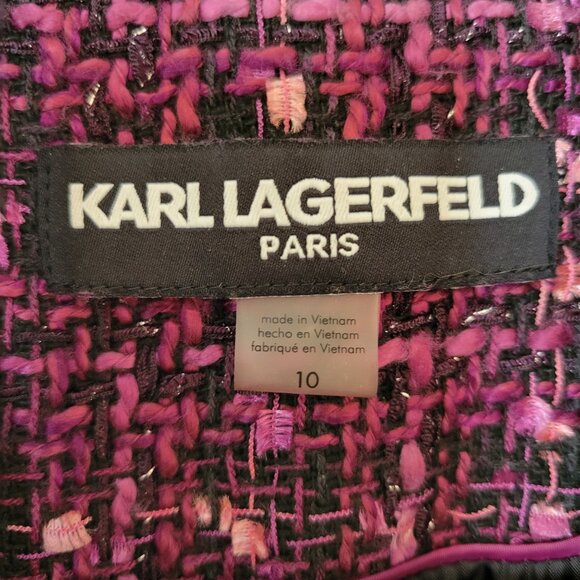 KARL LAGERFELD
PARIS
made in Vietnam
hecho en Vietnam
fabriqué en Vietnam
10